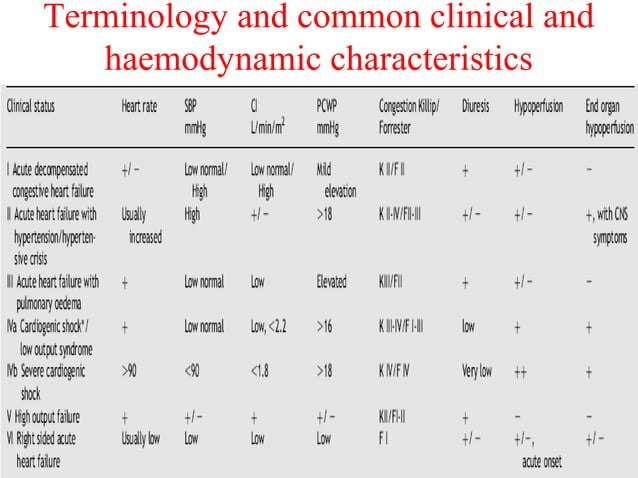 Terminology and common clinical and
haemodynamic characteristics
Clinical status Heart rate SBP CI PCWP Congestion Killip/ Diuresis Hypoperfusion End organ
mmHg L/min/m2 mmHg Forrester hypoperfusion
I Acute decompensated +/− Low normal/ Low normal/ Mild K II/F II + +/− −
congestive heart failure High High elevation
II Acute heart failure with Usually High +/− >18 K II-IV/FII-III +/− +/− +, with CNS
hypertension/hyperten- increased symptoms
sive crisis
III Acute heart failure with + Low normal Low Elevated KIII/FII + +/− −
pulmonary oedema
IVa Cardiogenic shock*/ + Low normal Low, <2.2 >16 K III-IV/F I-III low + +
low output syndrome
IVb Severe cardiogenic >90 <90 <1.8 >18 K IV/F IV Very low ++ +
shock
V High output failure + +/− + +/− KII/FI-II + − −
VI Right sided acute Usually low Low Low Low F I +/− +/−, +/−
heart failure acute onset